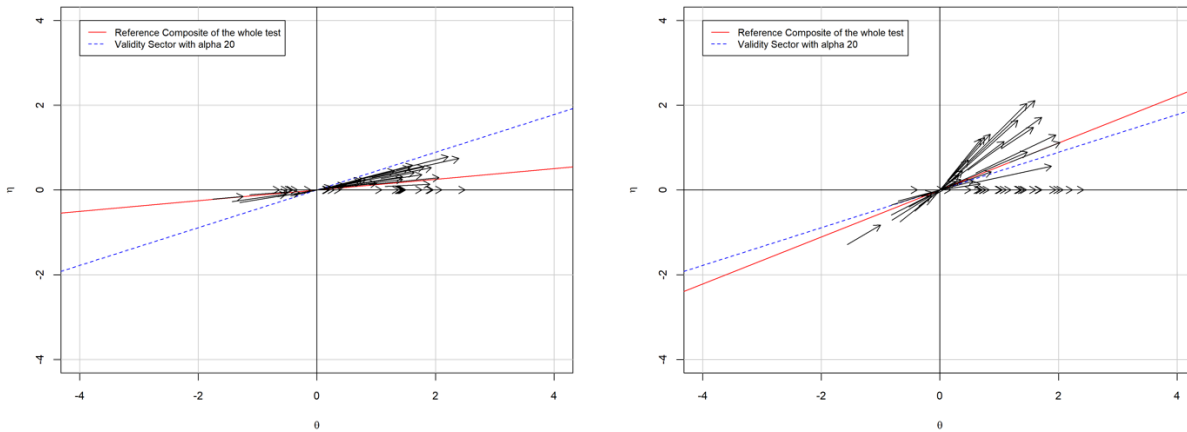 4
2
0
-2
-4
η
Reference Composite of the whole test
Validity Sector with alpha 20
-4
-2
0
2
4
θ
4
2
0
-2
-4
η
Reference Composite of the whole test
Validity Sector with alpha 20
-4
-2
0
2
4
θ